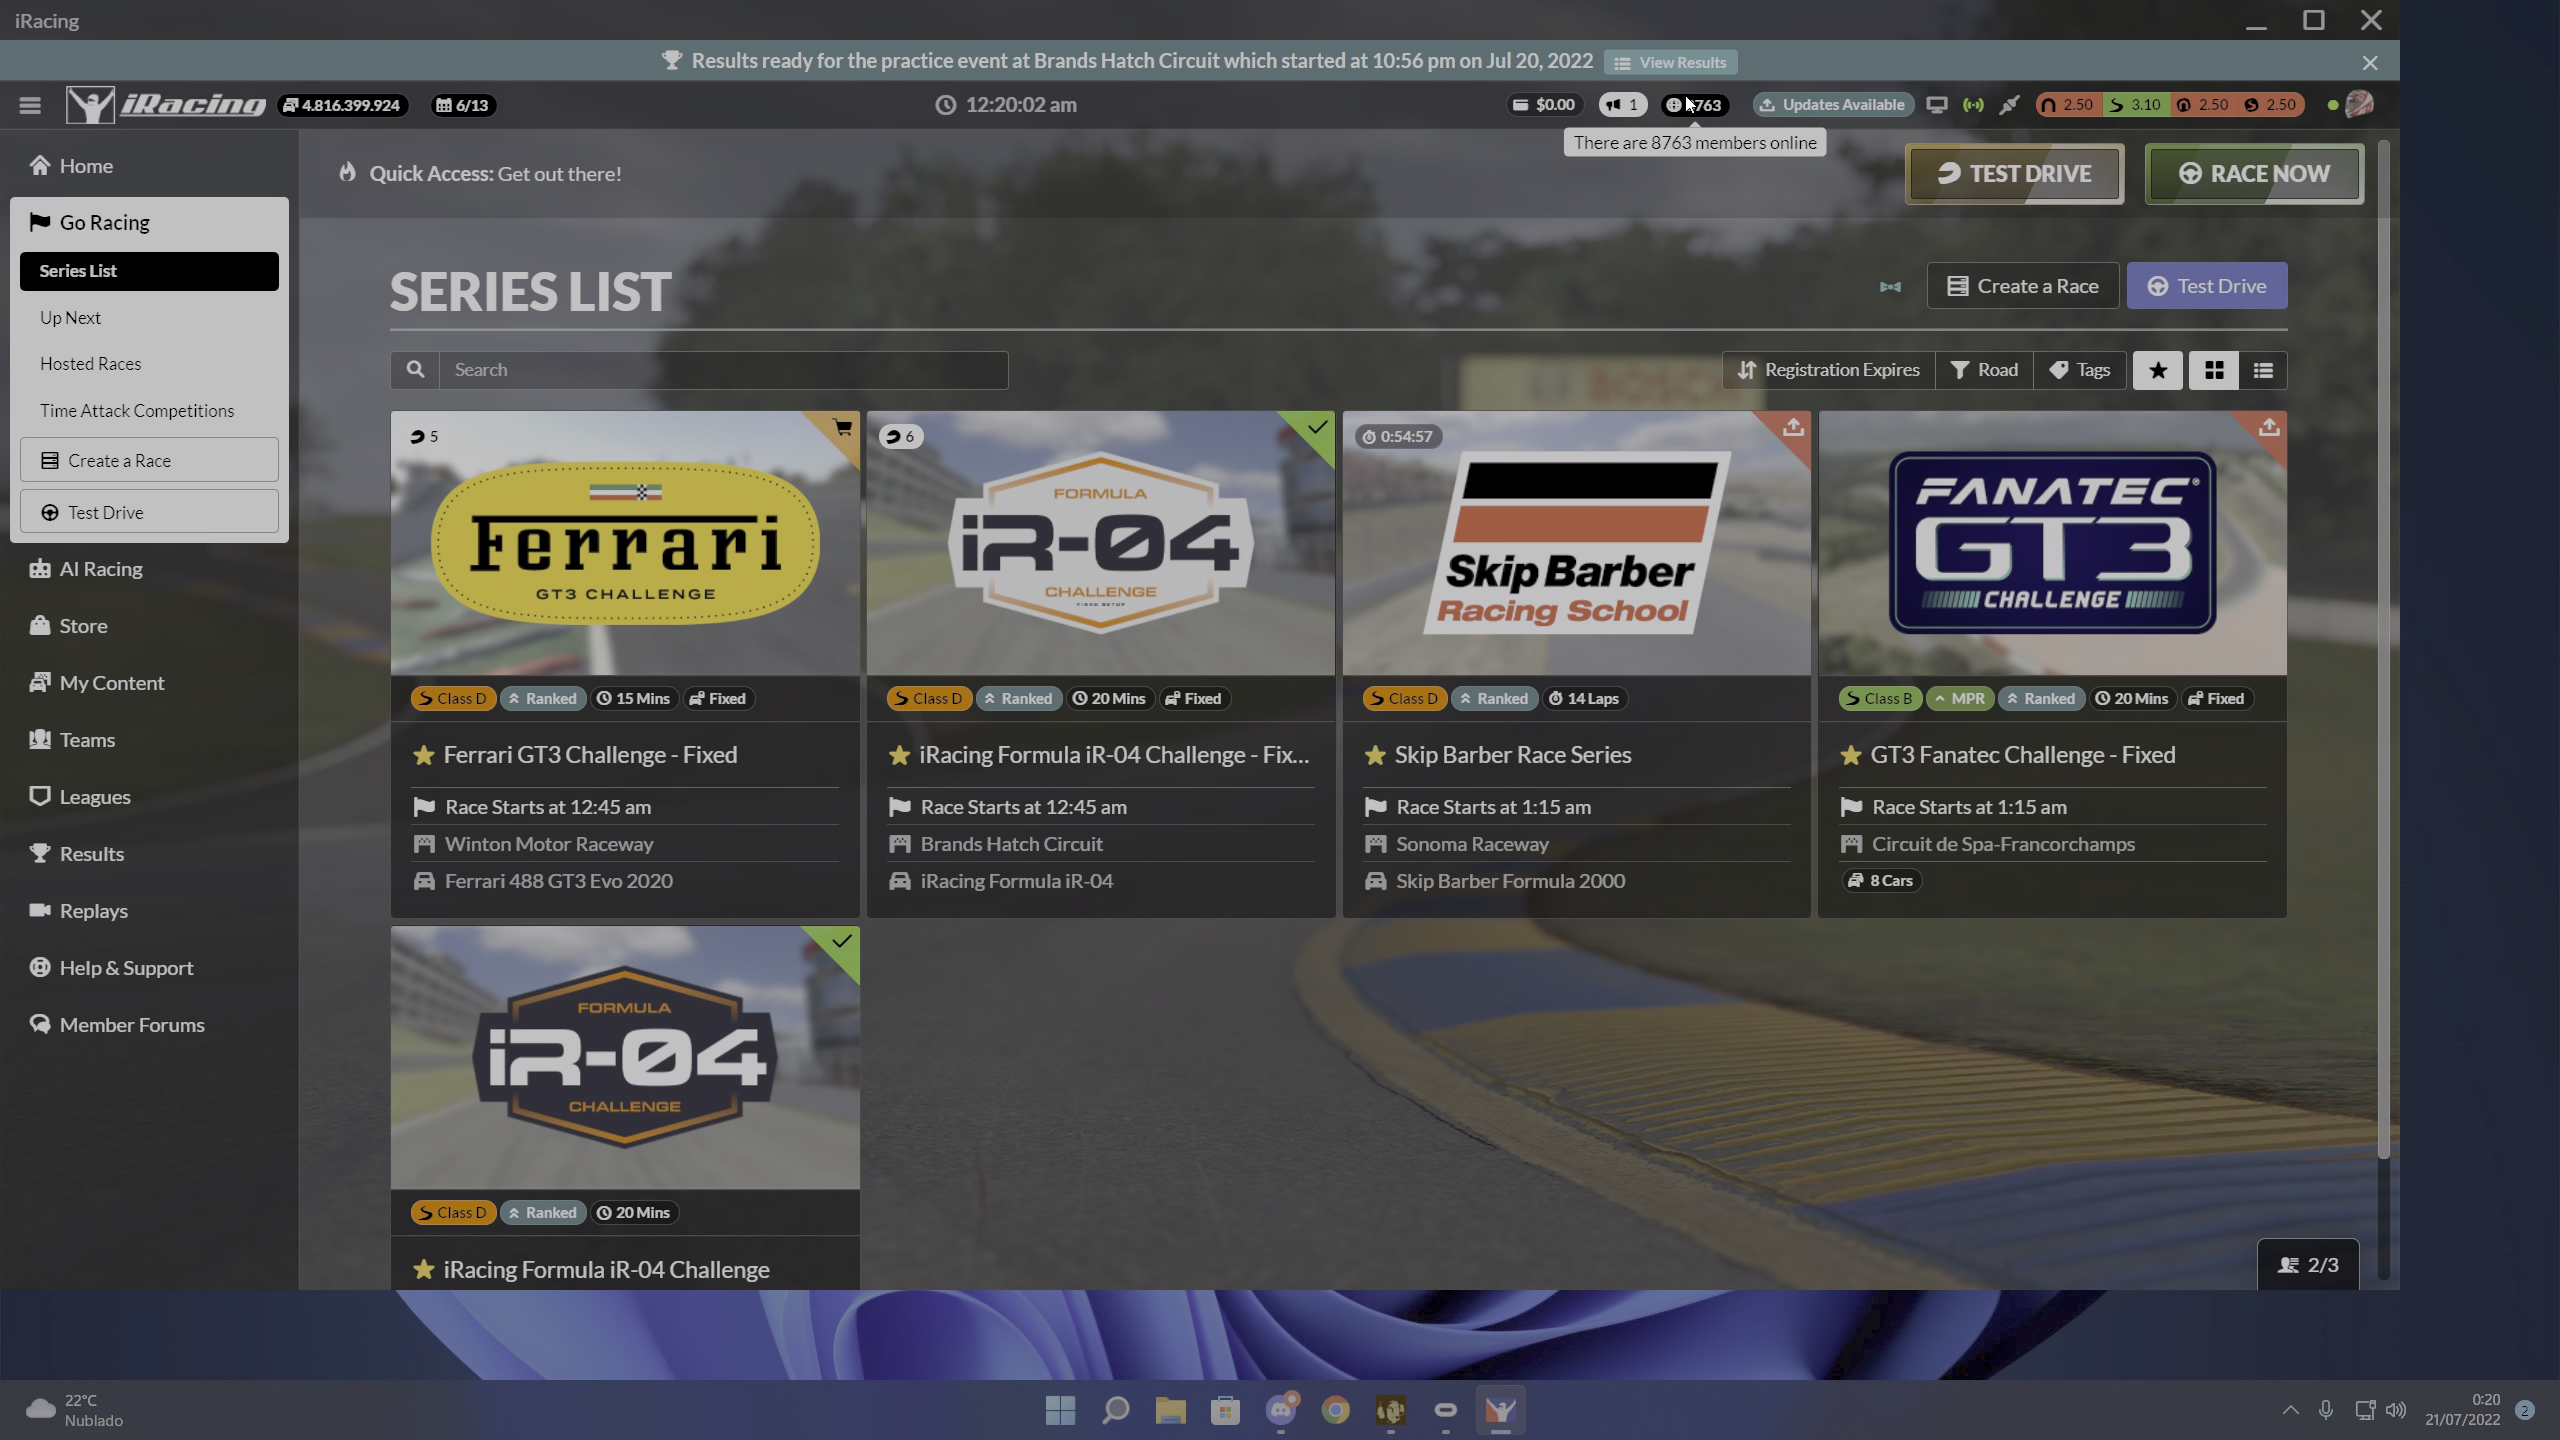 iRacing
Results ready for the practice event at Brands Hatch Circuit which started at 10:56 pm on Jul 20, 2022 View Results
iRacing 4.816.399.924 6/13 12:20:02 am $0.00 1 763 Updates Available 2.50 3.10 2.50 2.50
There are 8763 members online
Home
Quick Access: Get out there!
TEST DRIVE
RACE NOW
Go Racing
Series List
Up Next
Hosted Races
Time Attack Competitions
Create a Race
Test Drive
AI Racing
Store
My Content
Teams
Leagues
Results
Replays
Help & Support
Member Forums
SERIES LIST
Create a Race
Test Drive
Search
Registration Expires
Road
Tags
BOSCH
5
Ferrari
GT3 CHALLENGE
Class D Ranked 15 Mins Fixed
Ferrari GT3 Challenge - Fixed
Race Starts at 12:45 am
Winton Motor Raceway
Ferrari 488 GT3 Evo 2020
6
FORMULA
iR-04
CHALLENGE
FIXED SETUP
Class D Ranked 20 Mins Fixed
iRacing Formula iR-04 Challenge - Fix...
Race Starts at 12:45 am
Brands Hatch Circuit
iRacing Formula iR-04
0:54:57
Skip Barber
Racing School
Class D Ranked 14 Laps
Skip Barber Race Series
Race Starts at 1:15 am
Sonoma Raceway
Skip Barber Formula 2000
FANATEC®
GT3
CHALLENGE
Class B MPR Ranked 20 Mins Fixed
GT3 Fanatec Challenge - Fixed
Race Starts at 1:15 am
Circuit de Spa-Francorchamps
8 Cars
FORMULA
iR-04
CHALLENGE
Class D Ranked 20 Mins
iRacing Formula iR-04 Challenge
2/3
22°C
Nublado
0:20
21/07/2022
2